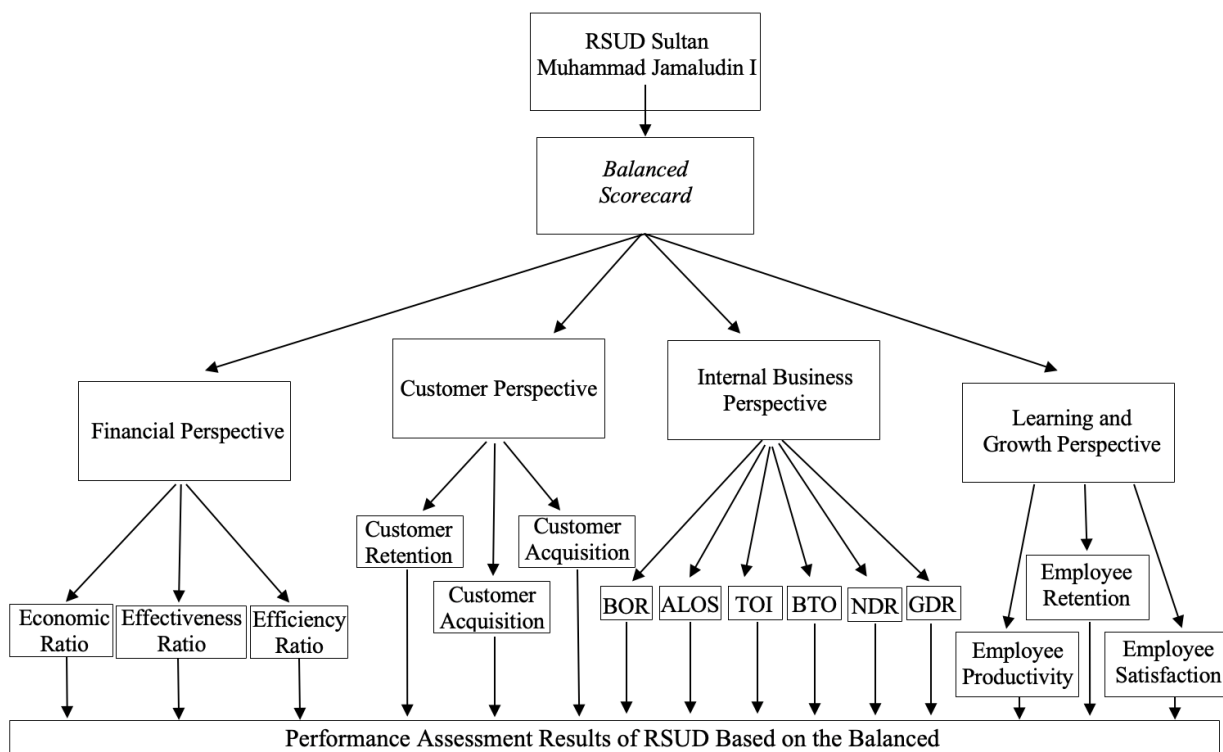 RSUD Sultan
Muhammad Jamaludin I
Balanced
Scorecard
Financial Perspective
Customer Perspective
Internal Business
Perspective
Learning and
Growth Perspective
Economic
Ratio
Effectiveness
Ratio
Efficiency
Ratio
Customer
Retention
Customer
Acquisition
Customer
Acquisition
BOR
ALOS
TOI
BTO
NDR
GDR
Employee
Productivity
Employee
Retention
Employee
Satisfaction
Performance Assessment Results of RSUD Based on the Balanced